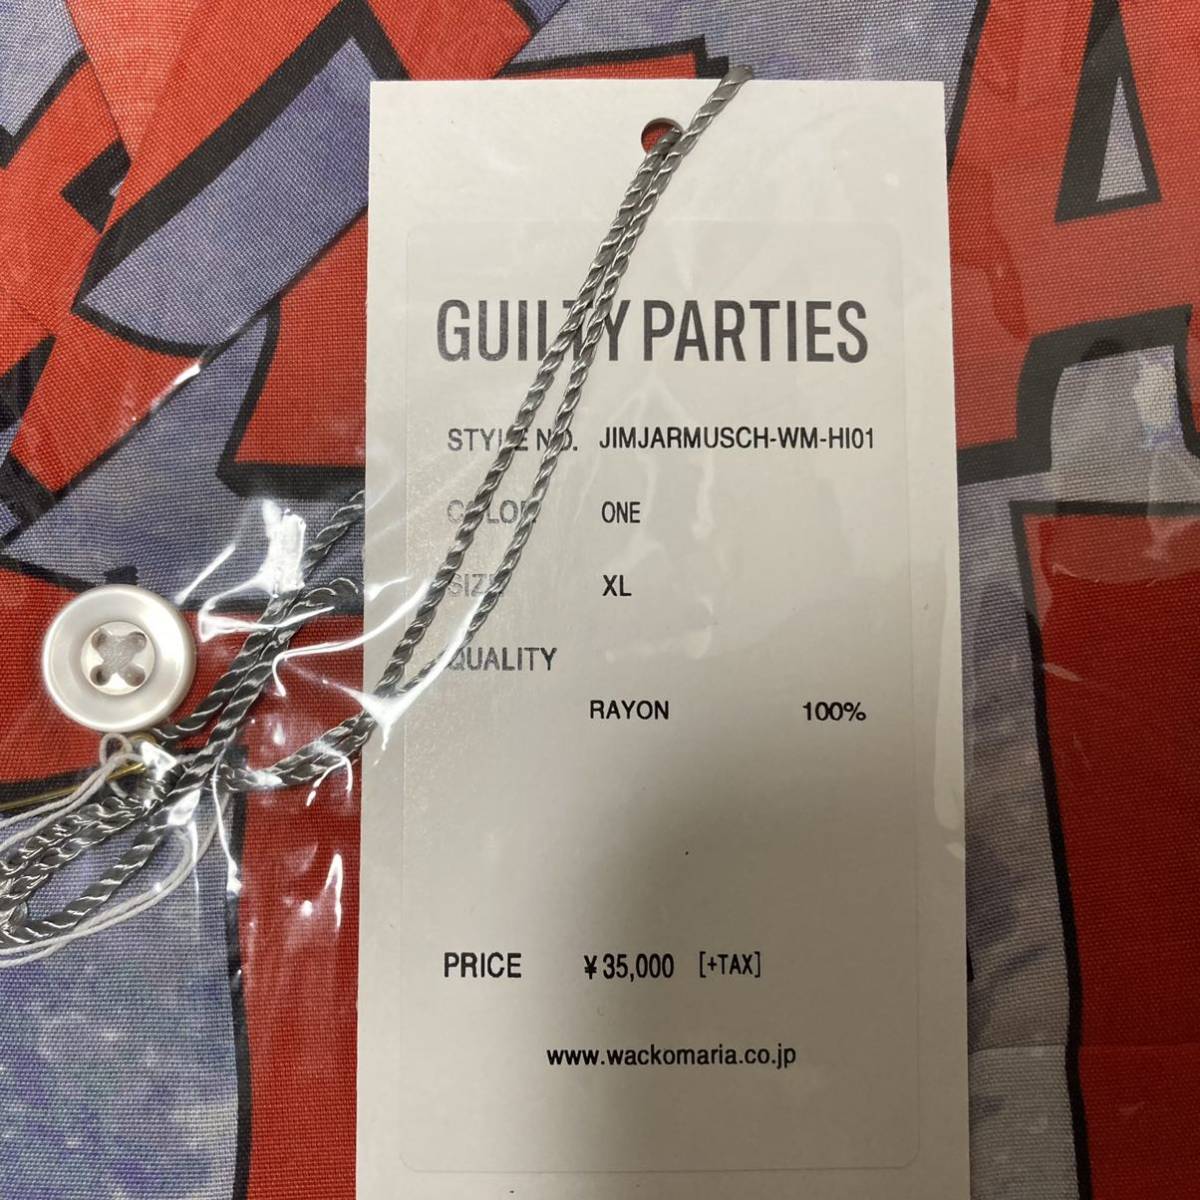 GUILTY PARTIES
STYLE NO. JIMJARMUSCH-WM-HI01
COLOR ONE
SIZE XL
QUALITY
RAYON 100%
PRICE ¥35,000 [+TAX]
www.wackomaria.co.jp